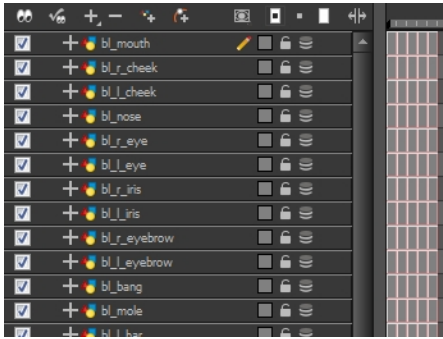 bl_mouth
bl_r_cheek
bl_l_cheek
bl_nose
bl_r_eye
bl_l_eye
bl_r_iris
bl_l_iris
bl_r_eyebrow
bl_l_eyebrow
bl_bang
bl_mole